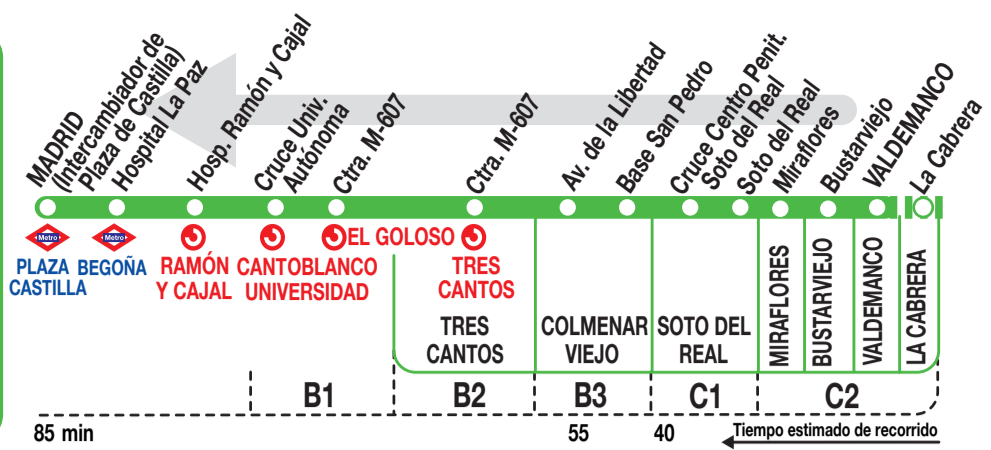 MADRID
(Intercambiador de
Plaza de Castilla)
Hospital La Paz
Hosp. Ramón y Cajal
Cruce Univ.
Autónoma
Ctra. M-607
Ctra. M-607
Av. de la Libertad
Base San Pedro
Cruce Centro Penit.
Soto del Real
Soto del Real
Miraflores
Bustarviejo
VALDEMANCO
La Cabrera
Metro
Metro
PLAZA
CASTILLA
BEGOÑA
RAMÓN
Y CAJAL
CANTOBLANCO
UNIVERSIDAD
EL GOLOSO
TRES
CANTOS
TRES
CANTOS
COLMENAR
VIEJO
SOTO DEL
REAL
MIRAFLORES
BUSTARVIEJO
VALDEMANCO
LA CABRERA
B1
B2
B3
C1
C2
85 min
55
40
Tiempo estimado de recorrido